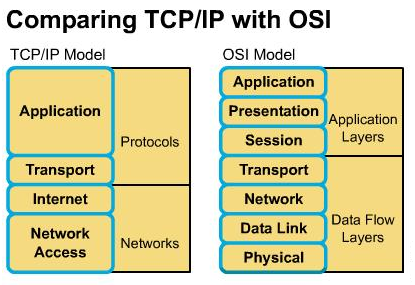 Comparing TCP/IP with OSI
TCP/IP Model
Application
Transport
Internet
Network
Access
Protocols
Networks
OSI Model
Application
Presentation
Session
Transport
Network
Data Link
Physical
Application
Layers
Data Flow
Layers